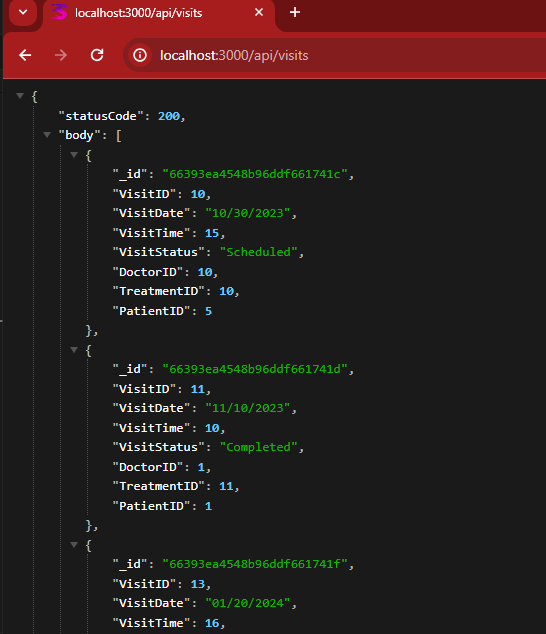 localhost:3000/api/visits
localhost:3000/api/visits
{
"statusCode": 200,
"body": [
{
"_id": "66393ea4548b96ddf661741c",
"VisitID": 10,
"VisitDate": "10/30/2023",
"VisitTime": 15,
"VisitStatus": "Scheduled",
"DoctorID": 10,
"TreatmentID": 10,
"PatientID": 5
},
{
"_id": "66393ea4548b96ddf661741d",
"VisitID": 11,
"VisitDate": "11/10/2023",
"VisitTime": 10,
"VisitStatus": "Completed",
"DoctorID": 1,
"TreatmentID": 11,
"PatientID": 1
},
{
"_id": "66393ea4548b96ddf661741f",
"VisitID": 13,
"VisitDate": "01/20/2024",
"VisitTime": 16,